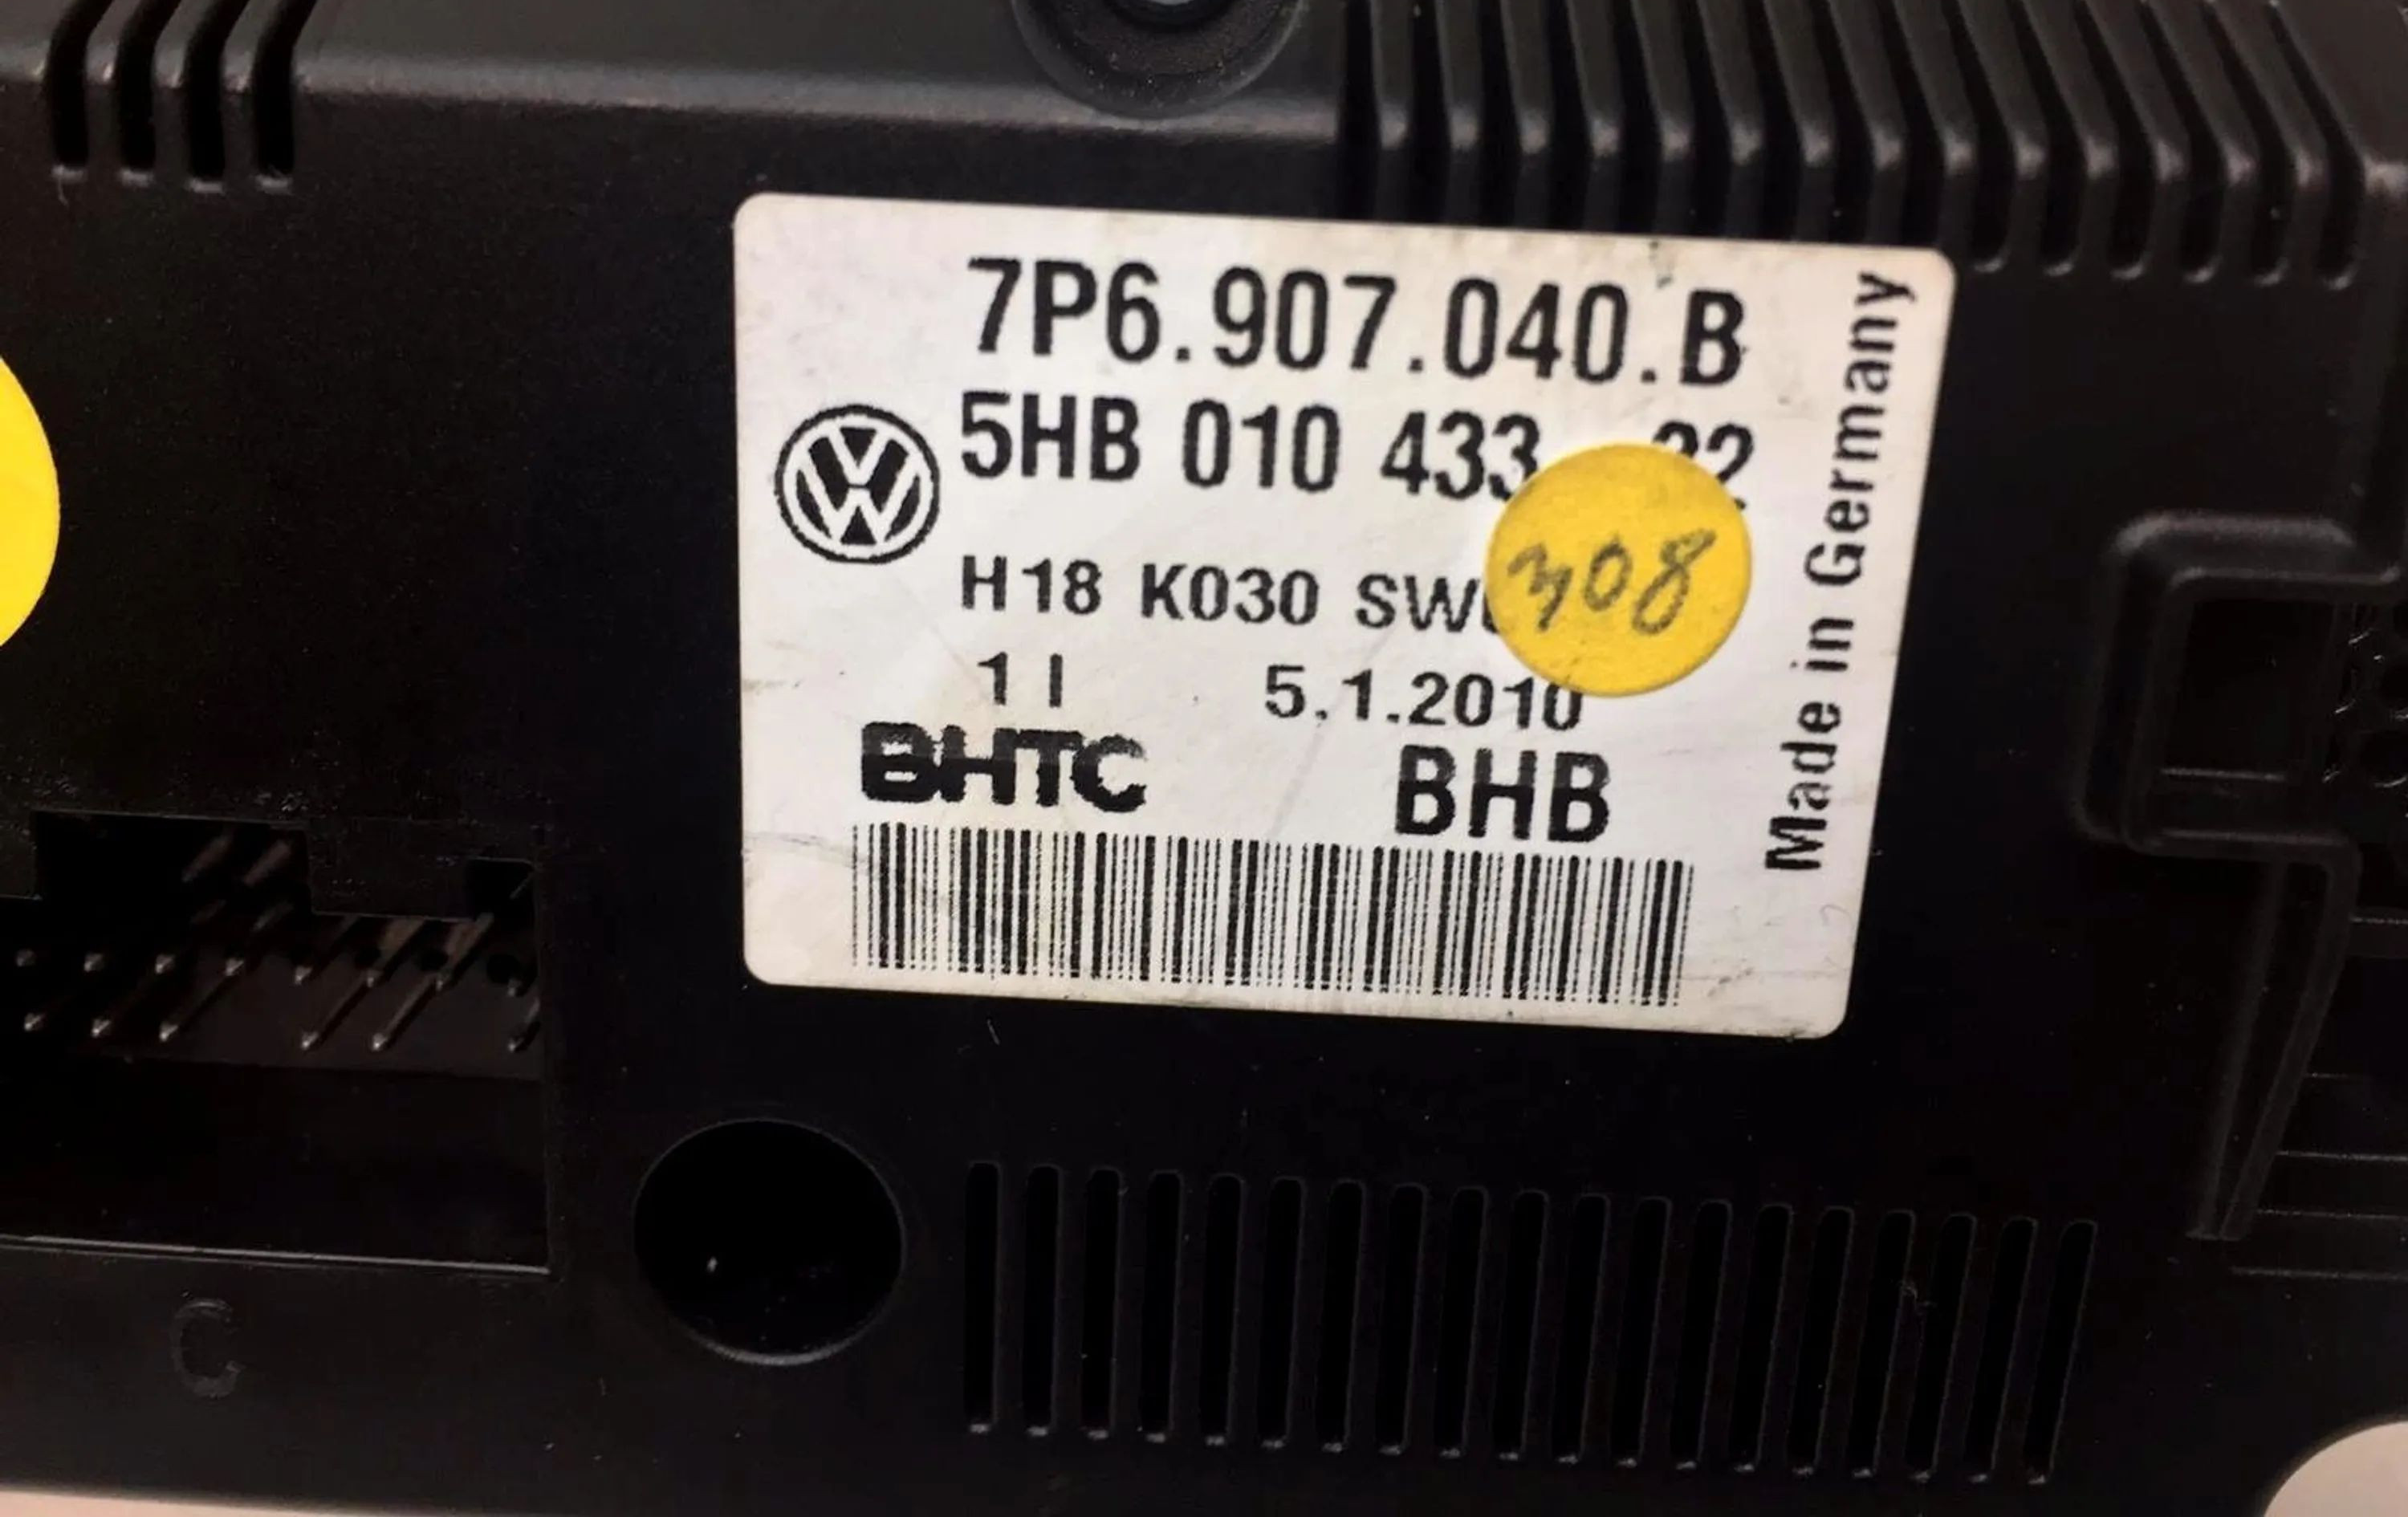 7P6.907.040.B
5HB 010 433
H18 K030
308
1 I 5.1.2010
BHTC BHB
Made in Germany
C